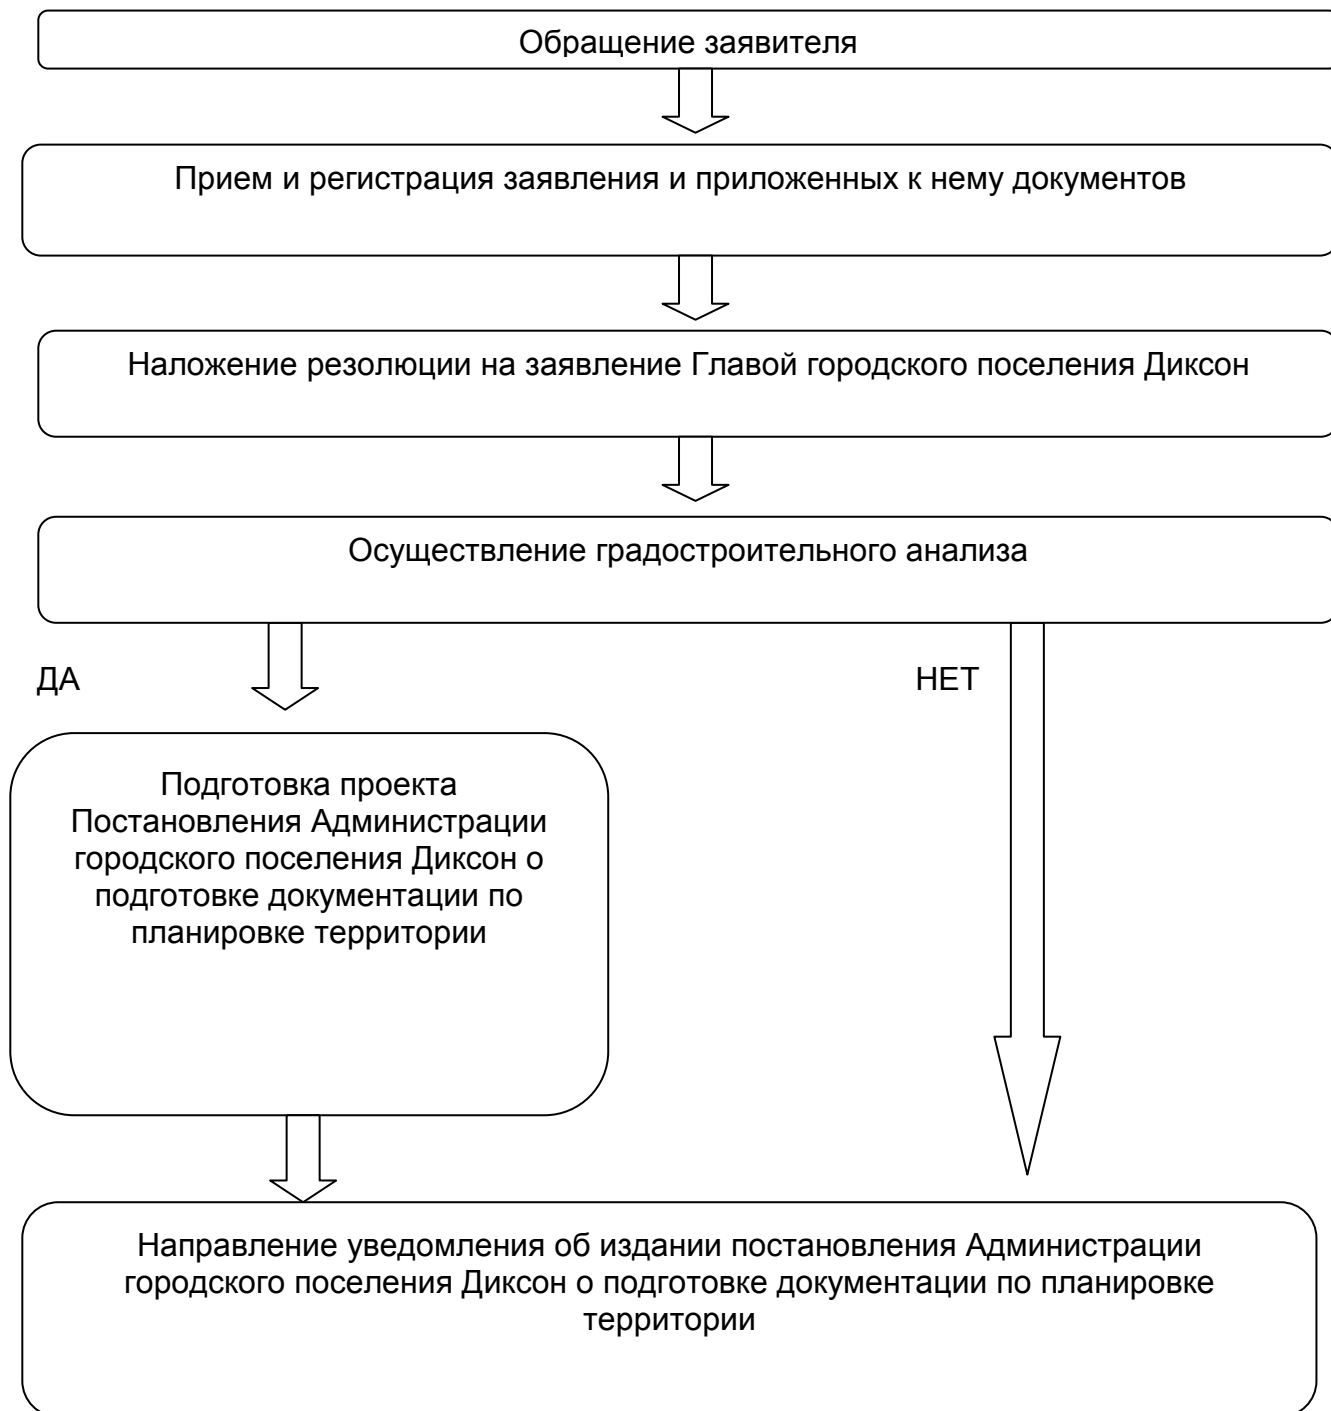 Обращение заявителя
Прием и регистрация заявления и приложенных к нему документов
Наложение резолюции на заявление Главой городского поселения Диксон
Осуществление градостроительного анализа
ДА
НЕТ
Подготовка проекта
Постановления Администрации
городского поселения Диксон о
подготовке документации по
планировке территории
Направление уведомления об издании постановления Администрации
городского поселения Диксон о подготовке документации по планировке
территории